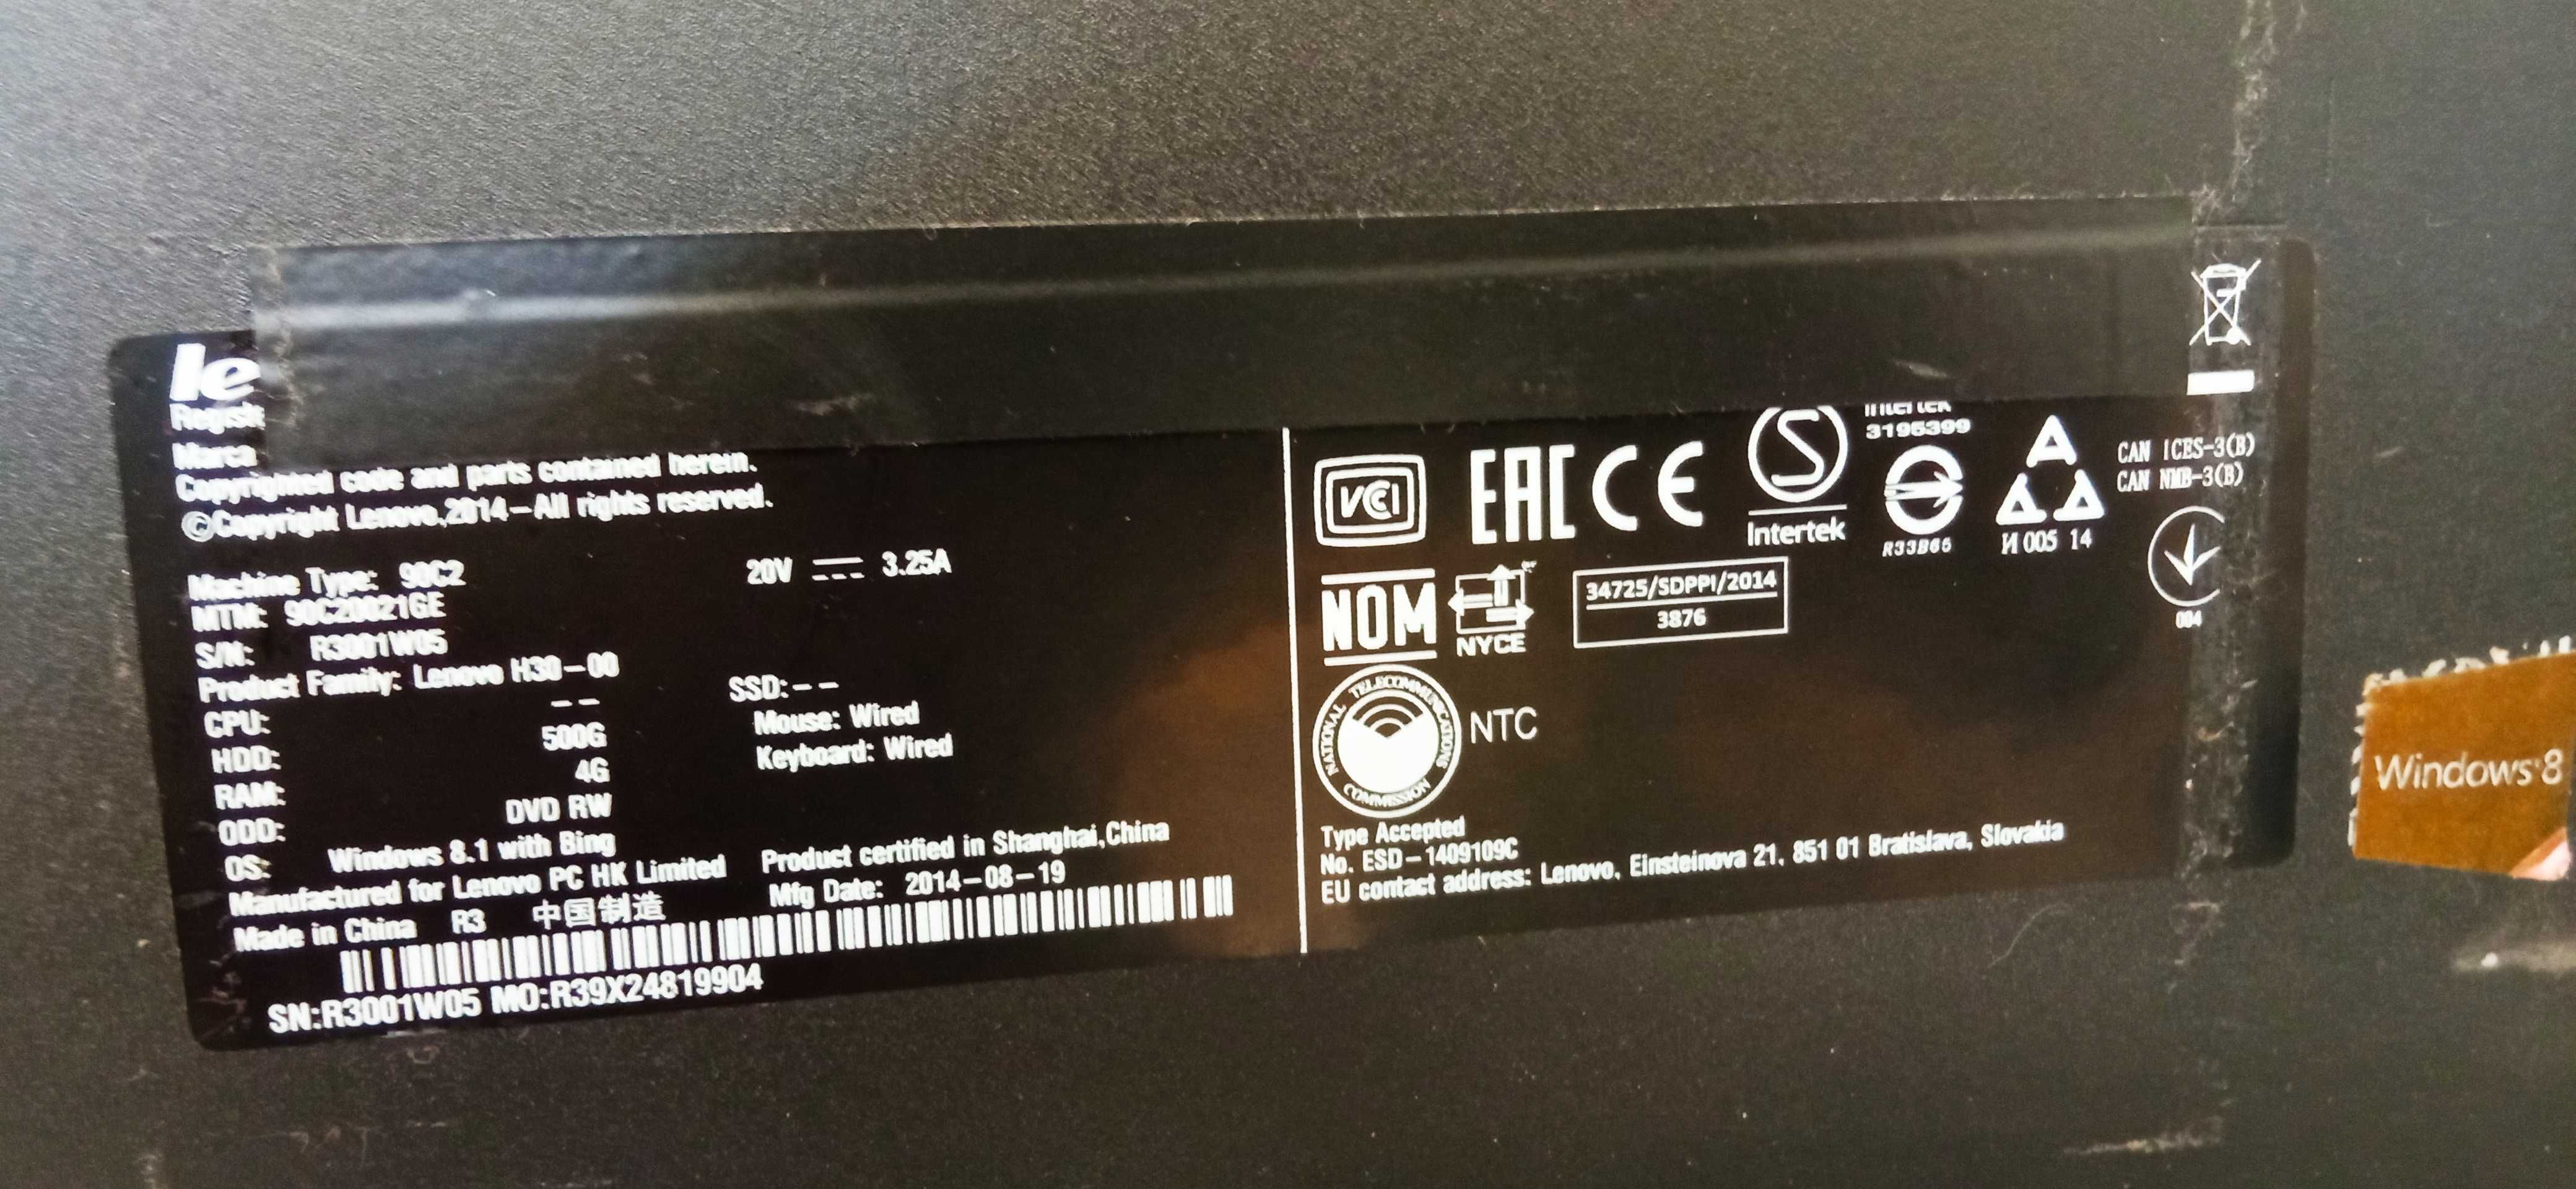 le
Regist
Marca
Copyrighted code and parts contained herein.
©Copyright Lenovo,2014-All rights reserved.
Machine Type: 90C2
20V 3.25A
MTM: 90C20021GE
S/N: R3001W05
Product Family: Lenovo H30-00
CPU: --
SSD:--
HDD: 500G
Mouse: Wired
RAM: 4G
Keyboard: Wired
ODD: DVD RW
OS: Windows 8.1 with Bing
Manufactured for Lenovo PC HK Limited
Product certified in Shanghai,China
Made in China R3 中国制造
Mfg Date: 2014-08-19
SN:R3001W05 MO:R39X24819904
VCI
EAC CE
S
Intertek
Intertek
3195399
R33B65
И 005 14
CAN ICES-3(B)
CAN NMB-3(B)
004
NOM
NYCE
34725/SDPPI/2014
3876
NATIONAL TELECOMMUNICATIONS COMMISSION
NTC
Type Accepted
No. ESD-1409109C
EU contact address: Lenovo, Einsteinova 21, 851 01 Bratislava, Slovakia
Windows 8